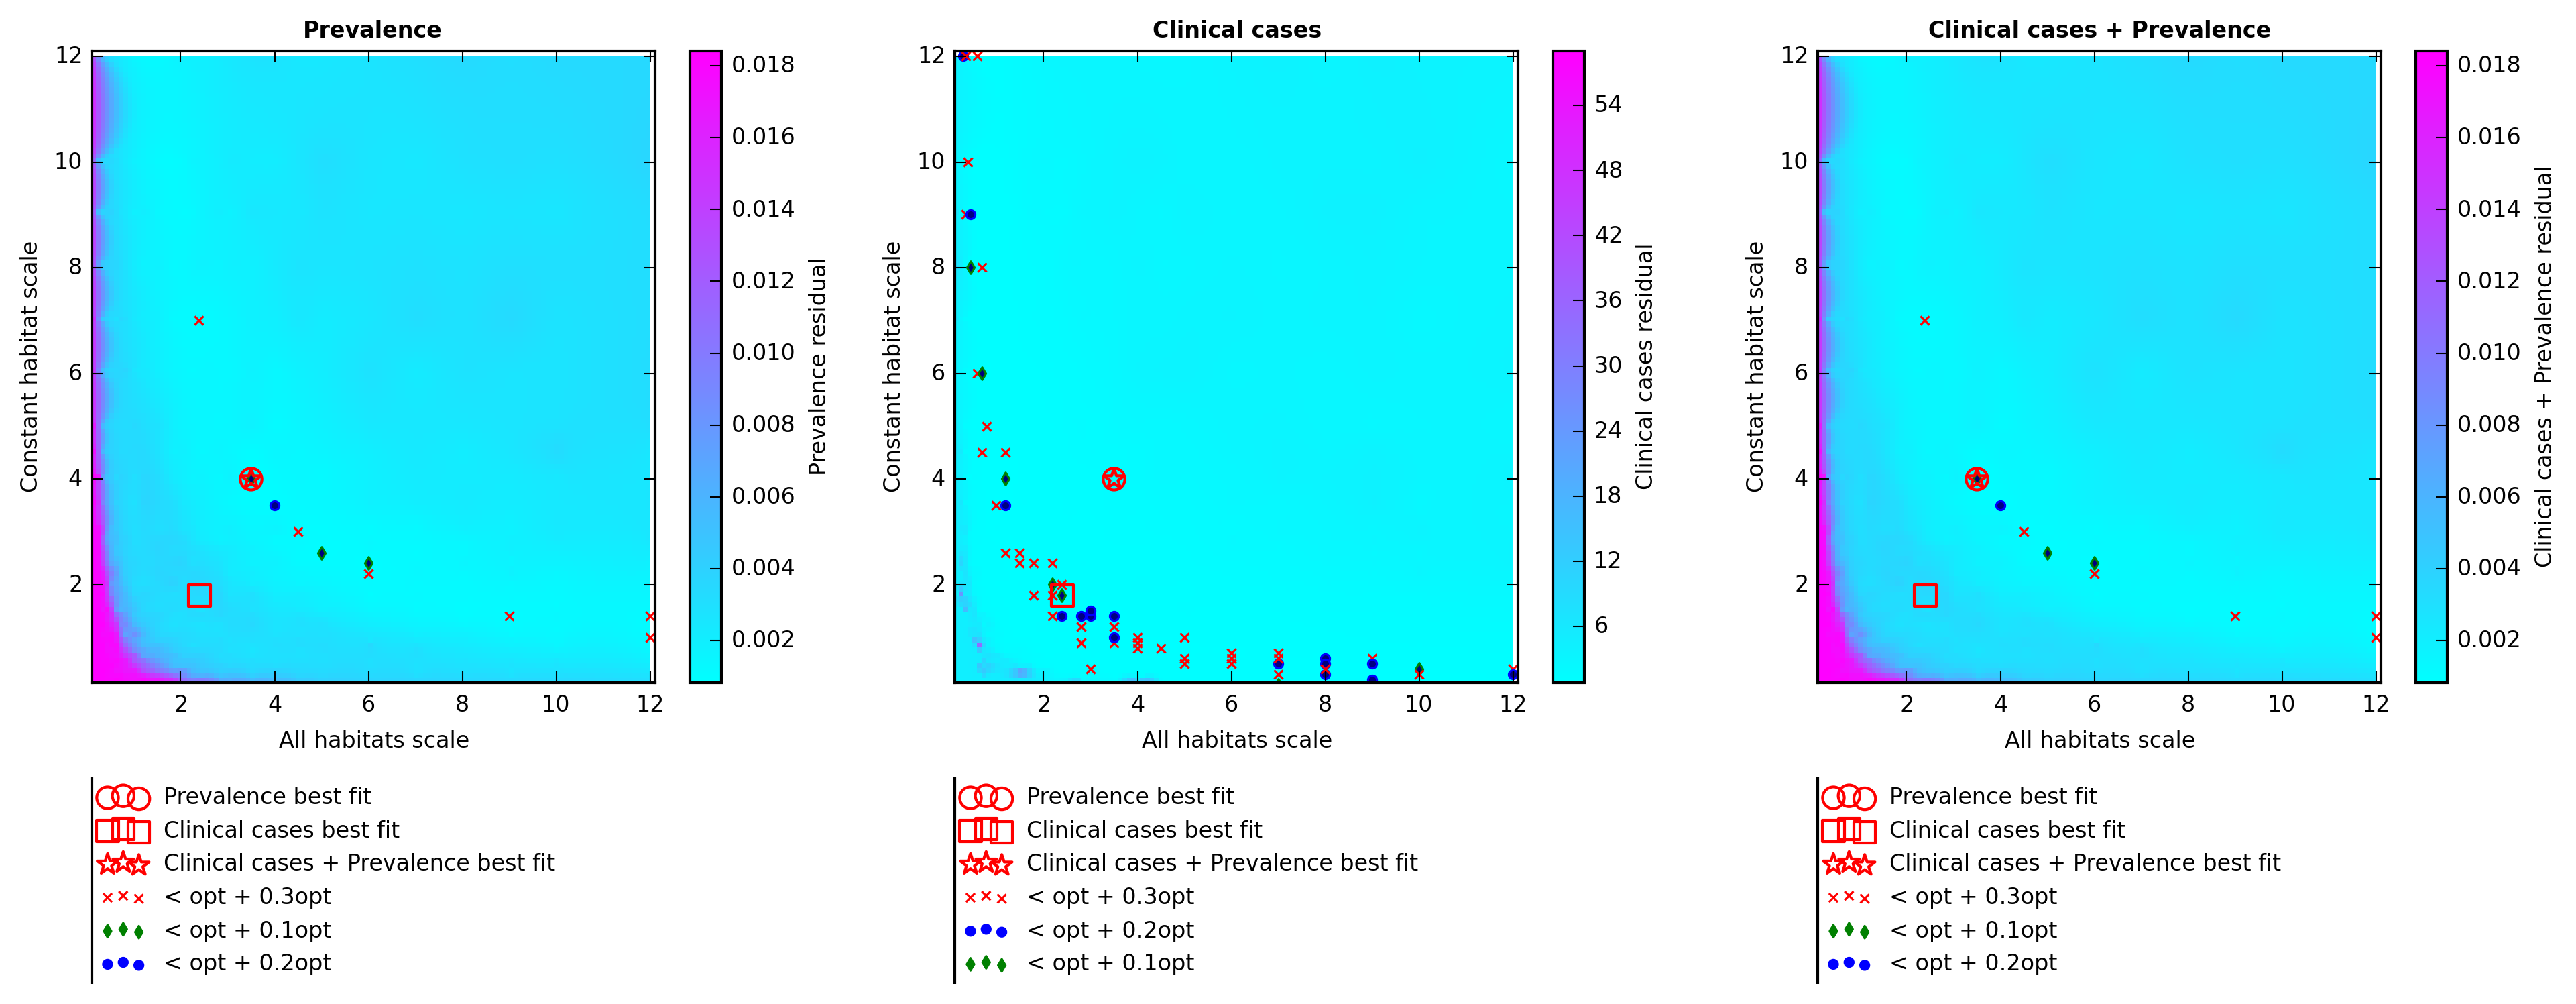 Prevalence
Constant habitat scale
12
10
8
6
4
2
2 4 6 8 10 12
All habitats scale
0.018
0.016
0.014
0.012
0.010
0.008
0.006
0.004
0.002
Prevalence residual
Prevalence best fit
Clinical cases best fit
Clinical cases + Prevalence best fit
< opt + 0.3opt
< opt + 0.1opt
< opt + 0.2opt
Clinical cases
Constant habitat scale
12
10
8
6
4
2
2 4 6 8 10 12
All habitats scale
54
48
42
36
30
24
18
12
6
Clinical cases residual
Prevalence best fit
Clinical cases best fit
Clinical cases + Prevalence best fit
< opt + 0.3opt
< opt + 0.2opt
< opt + 0.1opt
Clinical cases + Prevalence
Constant habitat scale
12
10
8
6
4
2
2 4 6 8 10 12
All habitats scale
0.018
0.016
0.014
0.012
0.010
0.008
0.006
0.004
0.002
Clinical cases + Prevalence residual
Prevalence best fit
Clinical cases best fit
Clinical cases + Prevalence best fit
< opt + 0.3opt
< opt + 0.1opt
< opt + 0.2opt